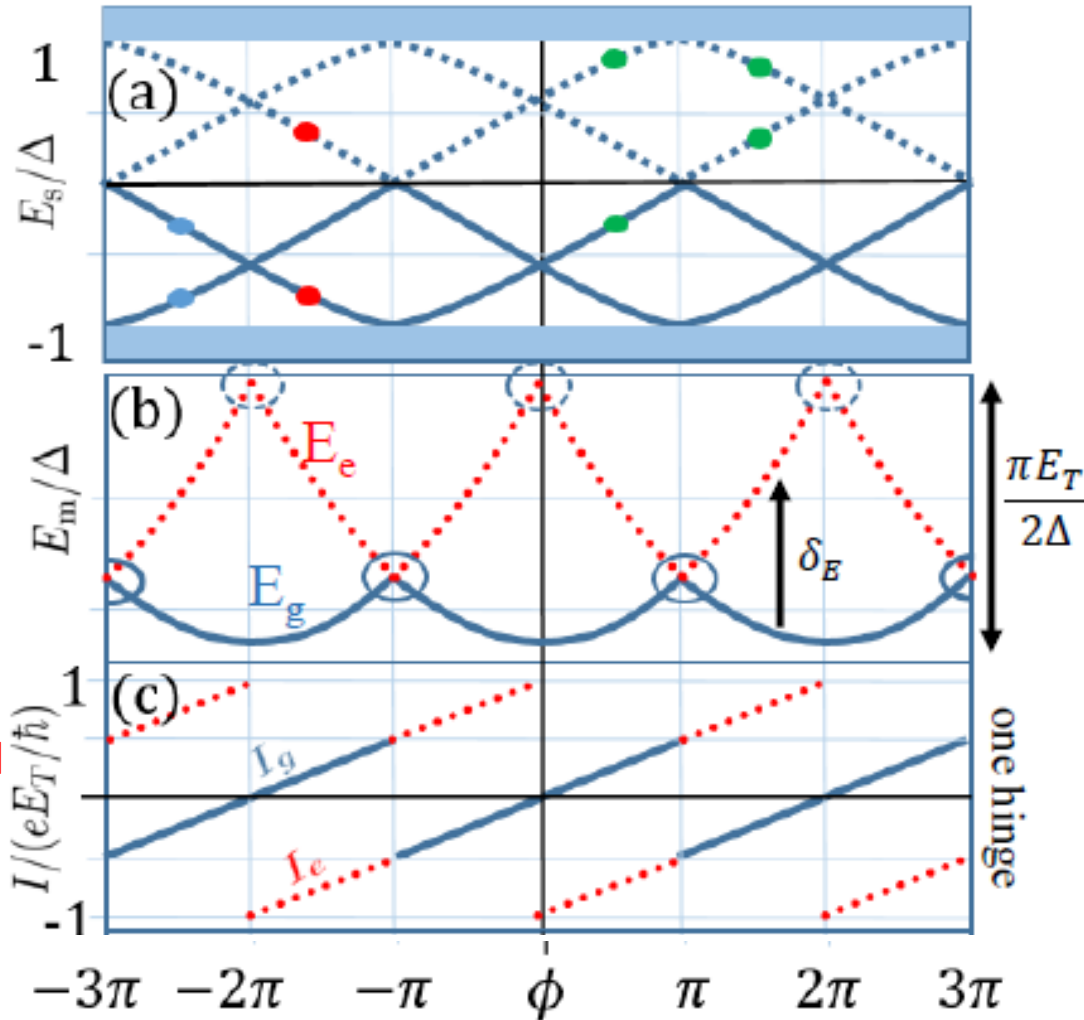 1
(a)
E_s/Δ
-1
(b)
E_e
E_m/Δ
E_g
δ_E
πE_T
2Δ
1
(c)
I_g
I/(eE_T/ħ)
I_e
-1
one hinge
−3π −2π −π ϕ π 2π 3π